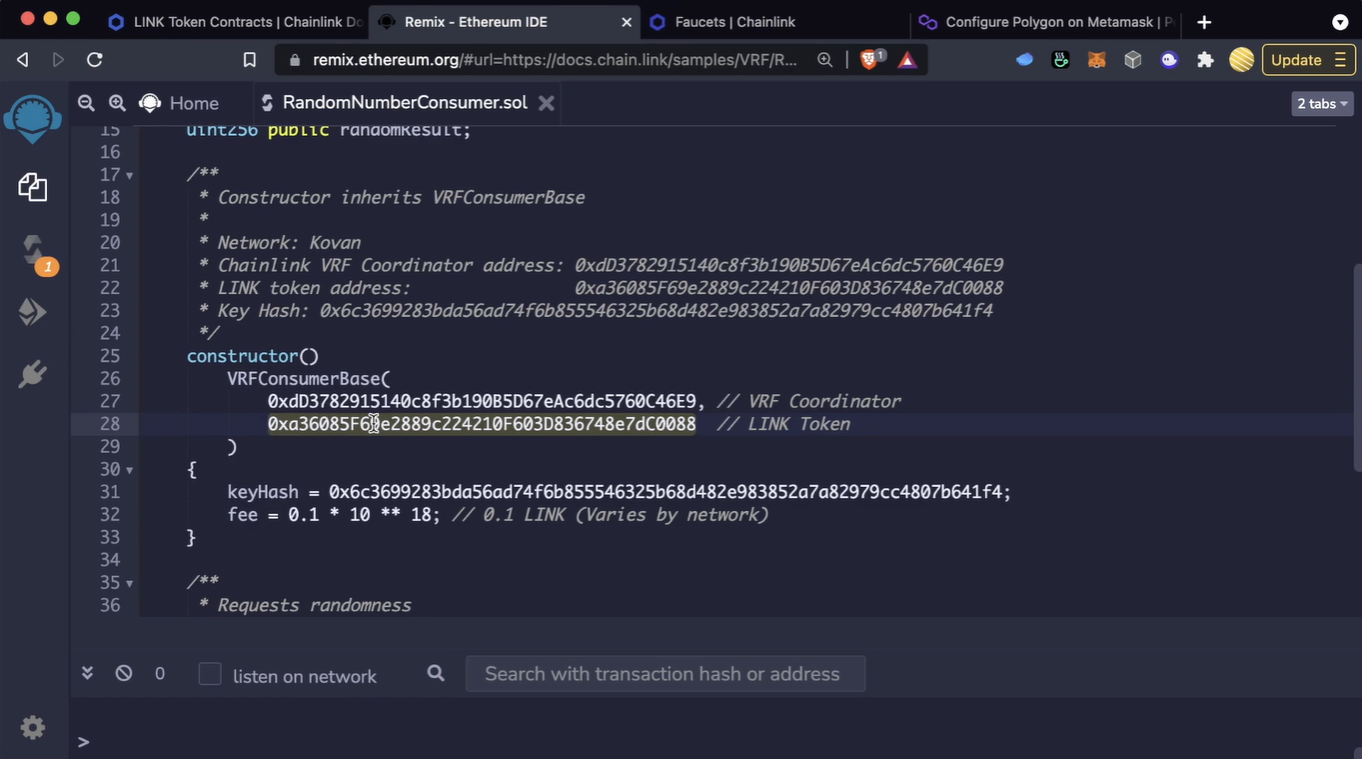 LINK Token Contracts | Chainlink Do
Remix - Ethereum IDE
Faucets | Chainlink
Configure Polygon on Metamask | Po
remix.ethereum.org/#url=https://docs.chain.link/samples/VRF/R...
1
Update
Home
RandomNumberConsumer.sol
2 tabs
15 uint256 public randomResult;
16
17 /**
18 * Constructor inherits VRFConsumerBase
19 *
20 * Network: Kovan
21 * Chainlink VRF Coordinator address: 0xdD3782915140c8f3b190B5D67eAc6dc5760C46E9
22 * LINK token address: 0xa36085F69e2889c224210F603D836748e7dC0088
23 * Key Hash: 0x6c3699283bda56ad74f6b855546325b68d482e983852a7a82979cc4807b641f4
24 */
25 constructor()
26 VRFConsumerBase(
27 0xdD3782915140c8f3b190B5D67eAc6dc5760C46E9, // VRF Coordinator
28 0xa36085F69e2889c224210F603D836748e7dC0088 // LINK Token
29 )
30 {
31 keyHash = 0x6c3699283bda56ad74f6b855546325b68d482e983852a7a82979cc4807b641f4;
32 fee = 0.1 * 10 ** 18; // 0.1 LINK (Varies by network)
33 }
34
35 /**
36 * Requests randomness
1
0
listen on network
Search with transaction hash or address
>